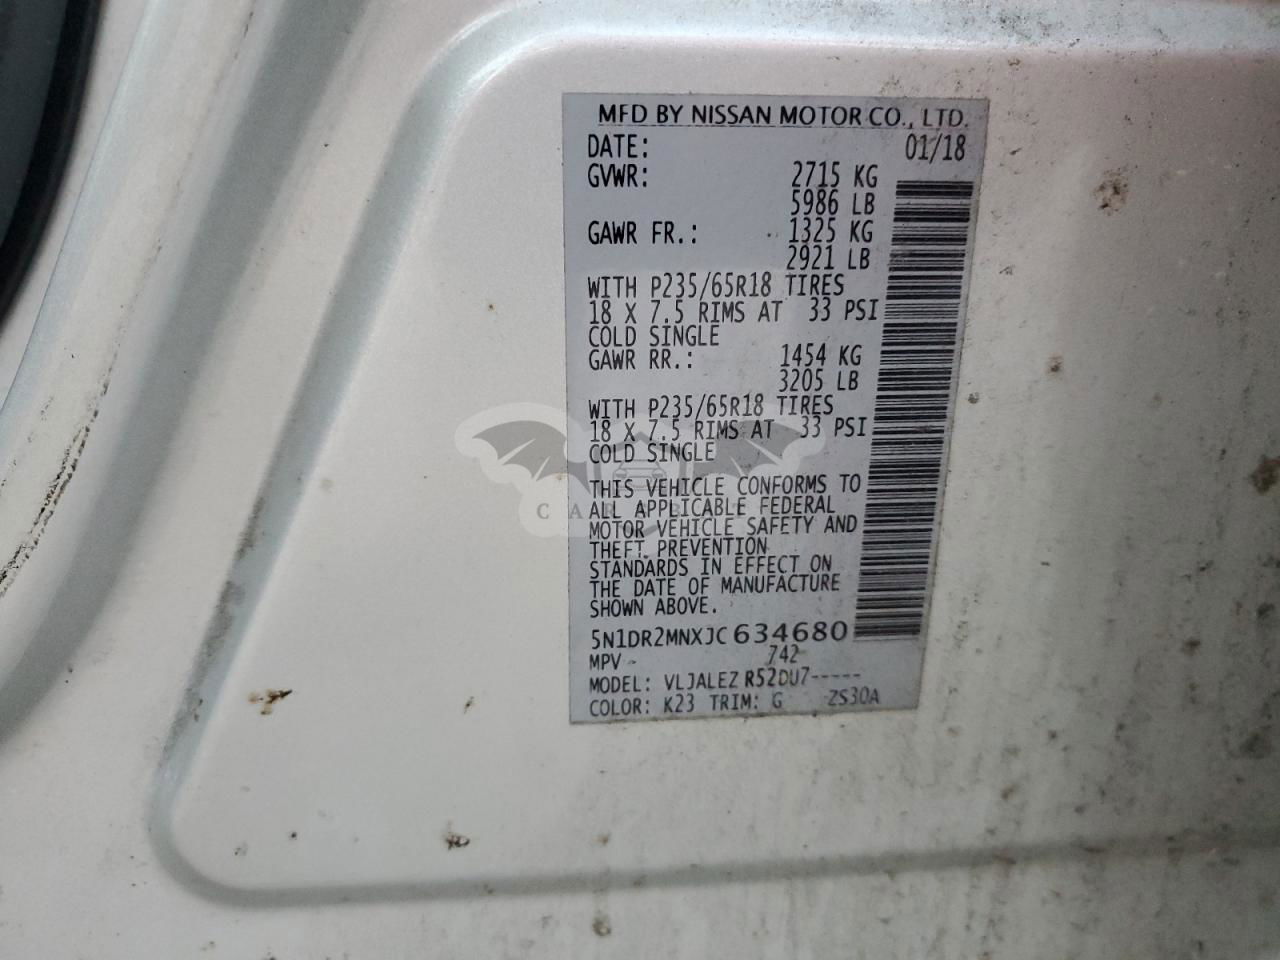 MFD BY NISSAN MOTOR CO., LTD.
DATE: 01/18
GVWR: 2715 KG
5986 LB
GAWR FR.: 1325 KG
2921 LB
WITH P235/65R18 TIRES
18 X 7.5 RIMS AT 33 PSI
COLD SINGLE
GAWR RR.: 1454 KG
3205 LB
WITH P235/65R18 TIRES
18 X 7.5 RIMS AT 33 PSI
COLD SINGLE
THIS VEHICLE CONFORMS TO
ALL APPLICABLE FEDERAL
MOTOR VEHICLE SAFETY AND
THEFT PREVENTION
STANDARDS IN EFFECT ON
THE DATE OF MANUFACTURE
SHOWN ABOVE.
5N1DR2MNXJC634680
MPV 742
MODEL: VLJALEZ R52DU7-----
COLOR: K23 TRIM: G ZS30A